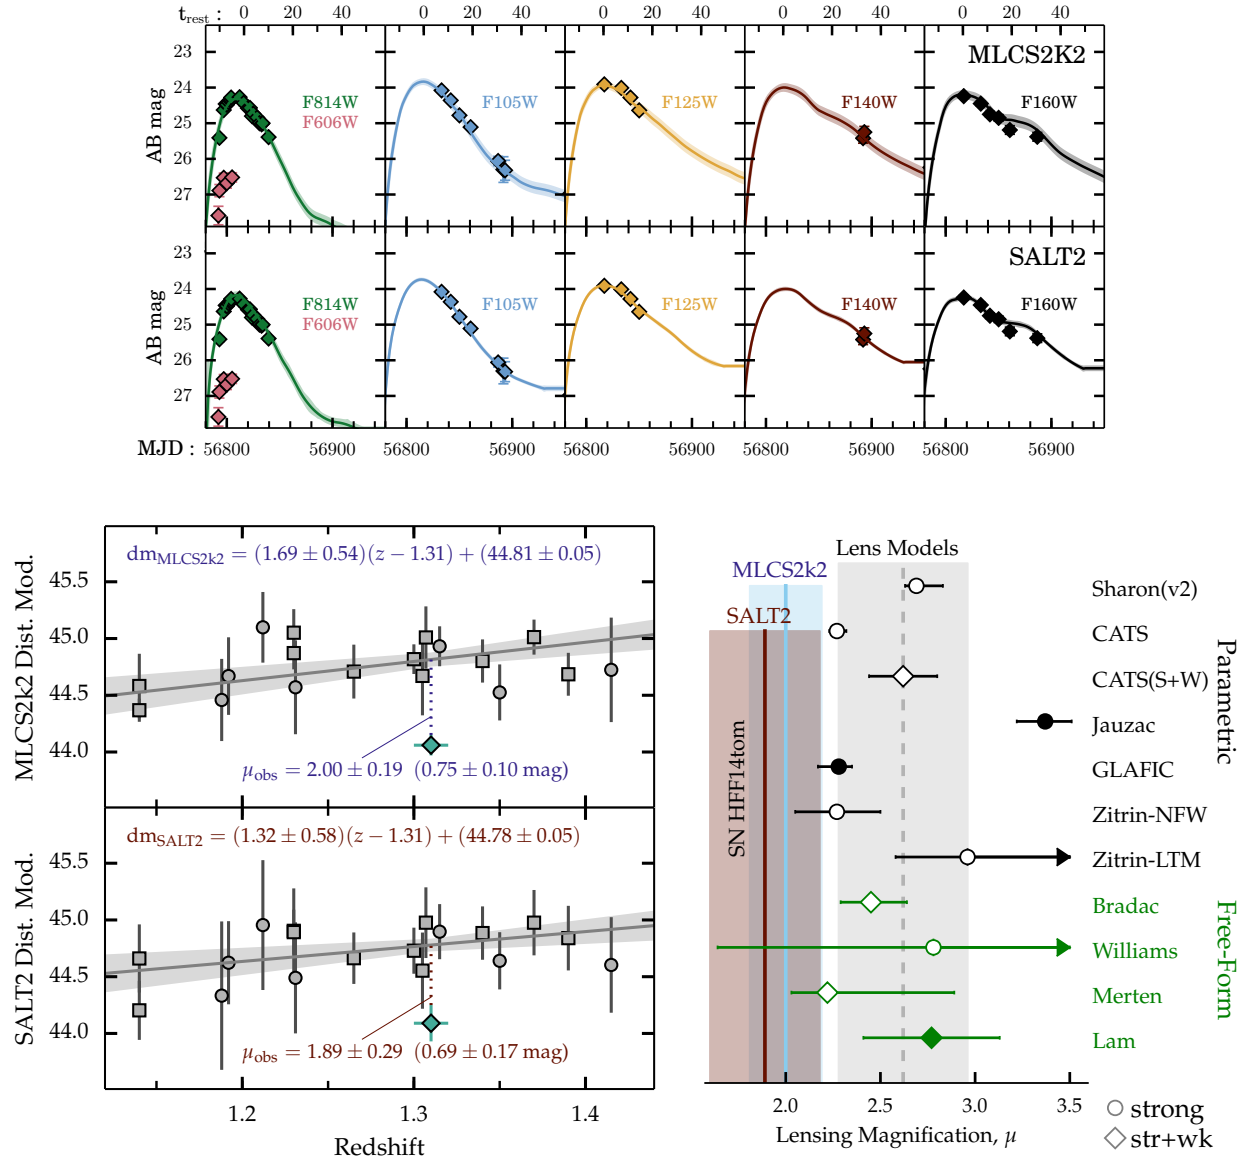 t_rest : 0 20 40 0 20 40 0 20 40 0 20 40 0 20 40
MLCS2K2
AB mag
23
24
25
26
27
F814W
F606W
F105W
F125W
F140W
F160W
SALT2
AB mag
23
24
25
26
27
F814W
F606W
F105W
F125W
F140W
F160W
MJD : 56800 56900 56800 56900 56800 56900 56800 56900 56800 56900
dm_MLCS2k2 = (1.69 ± 0.54)(z − 1.31) + (44.81 ± 0.05)
MLCS2k2 Dist. Mod.
45.5
45.0
44.5
44.0
μ_obs = 2.00 ± 0.19 (0.75 ± 0.10 mag)
dm_SALT2 = (1.32 ± 0.58)(z − 1.31) + (44.78 ± 0.05)
SALT2 Dist. Mod.
45.5
45.0
44.5
44.0
μ_obs = 1.89 ± 0.29 (0.69 ± 0.17 mag)
1.2 1.3 1.4
Redshift
Lens Models
MLCS2k2
SALT2
SN HFF14tom
Sharon(v2)
CATS
CATS(S+W)
Jauzac
GLAFIC
Zitrin-NFW
Zitrin-LTM
Parametric
Bradac
Williams
Merten
Lam
Free-Form
2.0 2.5 3.0 3.5
Lensing Magnification, μ
strong
str+wk